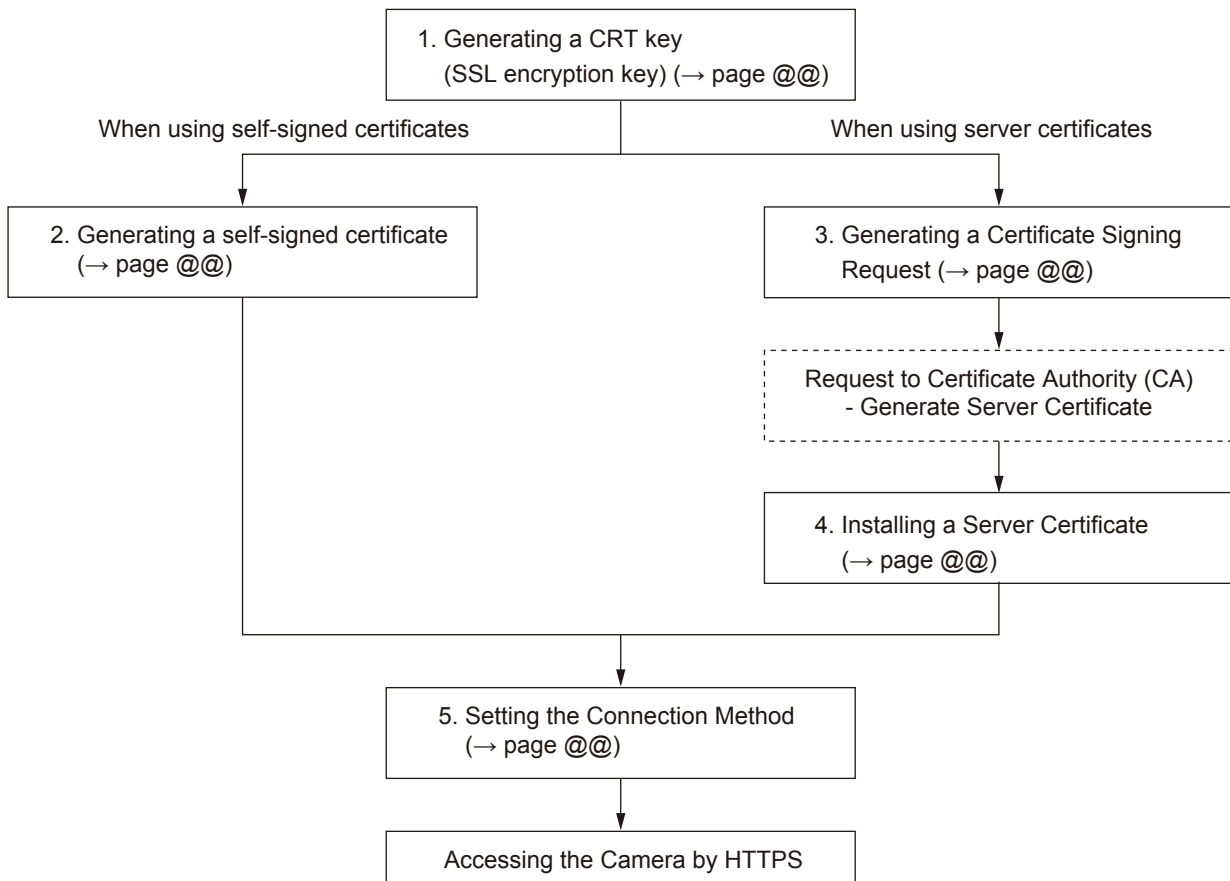 1. Generating a CRT key
(SSL encryption key) (→ page @@)
When using self-signed certificates
When using server certificates
2. Generating a self-signed certificate
(→ page @@)
3. Generating a Certificate Signing
Request (→ page @@)
Request to Certificate Authority (CA)
- Generate Server Certificate
4. Installing a Server Certificate
(→ page @@)
5. Setting the Connection Method
(→ page @@)
Accessing the Camera by HTTPS